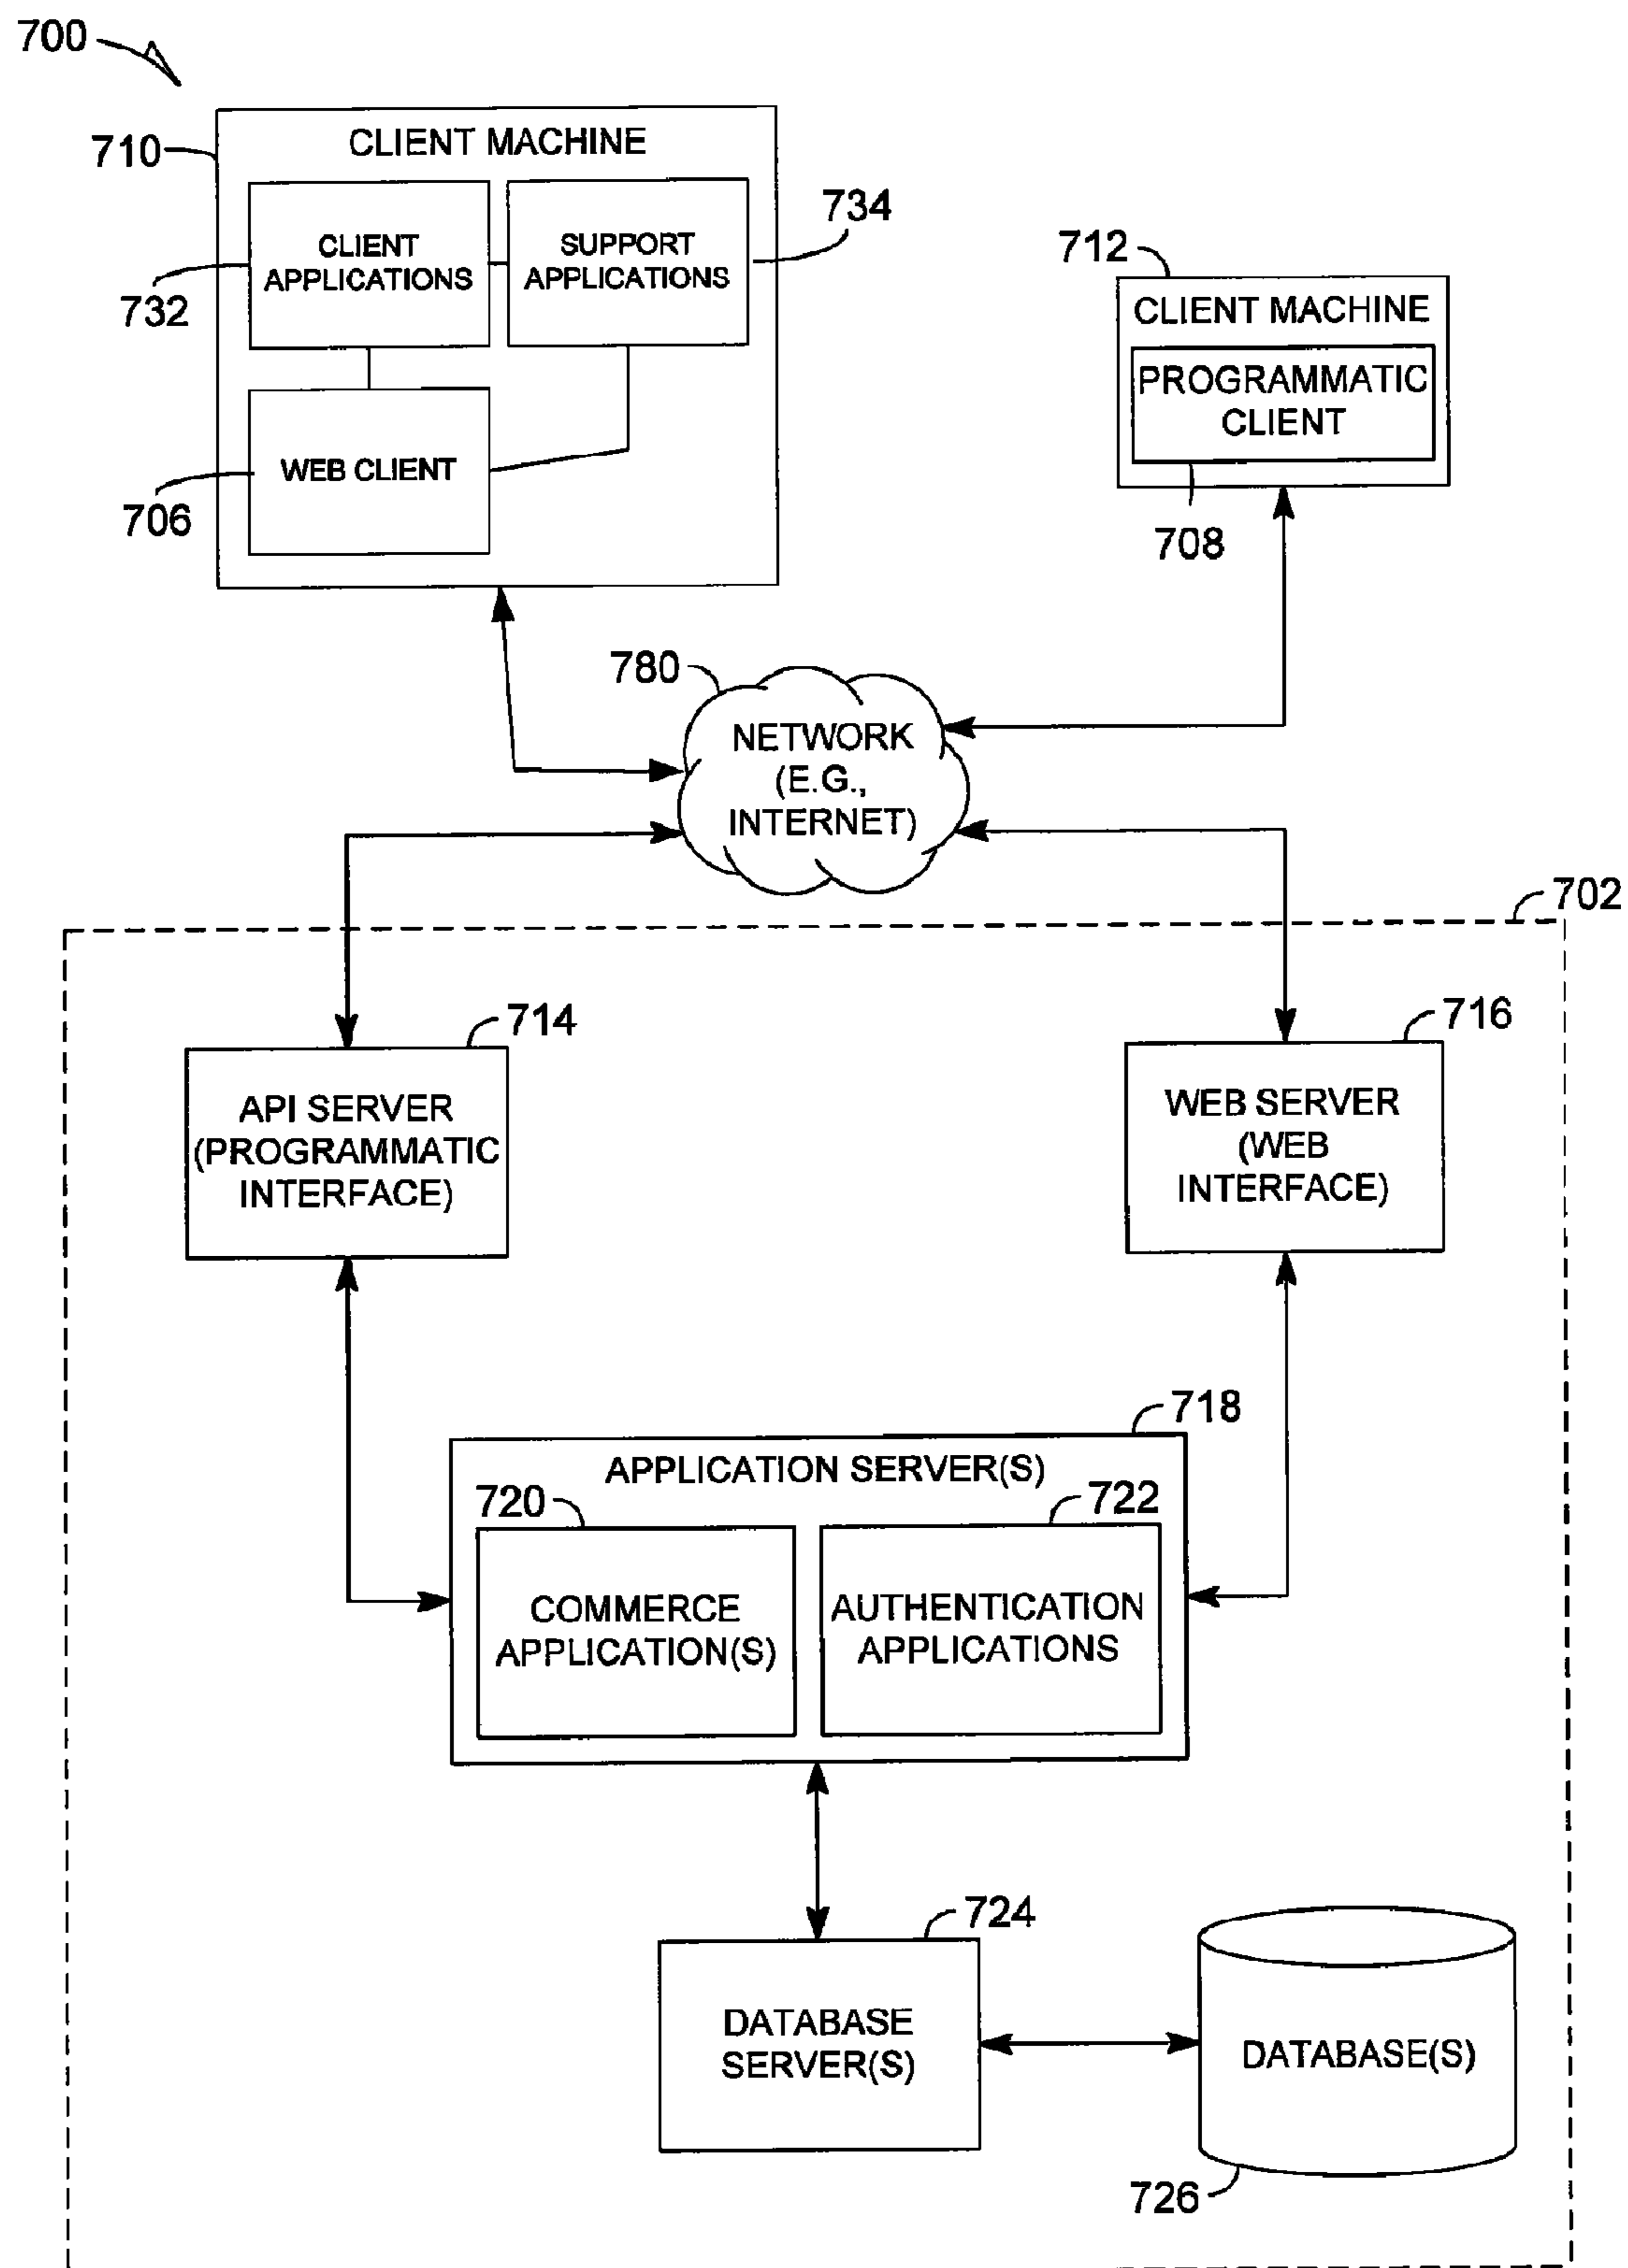 700
710
CLIENT MACHINE
CLIENT
APPLICATIONS
SUPPORT
APPLICATIONS
734
732
WEB CLIENT
706
712
CLIENT MACHINE
PROGRAMMATIC
CLIENT
708
780
NETWORK
(E.G.,
INTERNET)
702
714
API SERVER
(PROGRAMMATIC
INTERFACE)
716
WEB SERVER
(WEB
INTERFACE)
718
APPLICATION SERVER(S)
720
COMMERCE
APPLICATION(S)
722
AUTHENTICATION
APPLICATIONS
724
DATABASE
SERVER(S)
DATABASE(S)
726